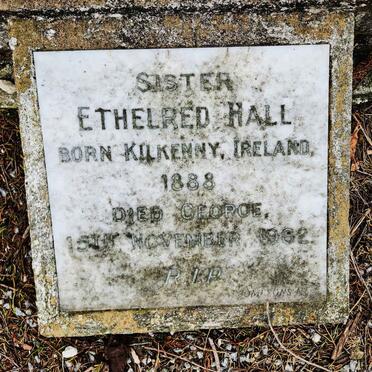 SISTER
ETHELRED HALL
BORN KILKENNY, IRELAND,
1888
DIED GEORGE,
15TH NOVEMBER 1962
R.I.P.